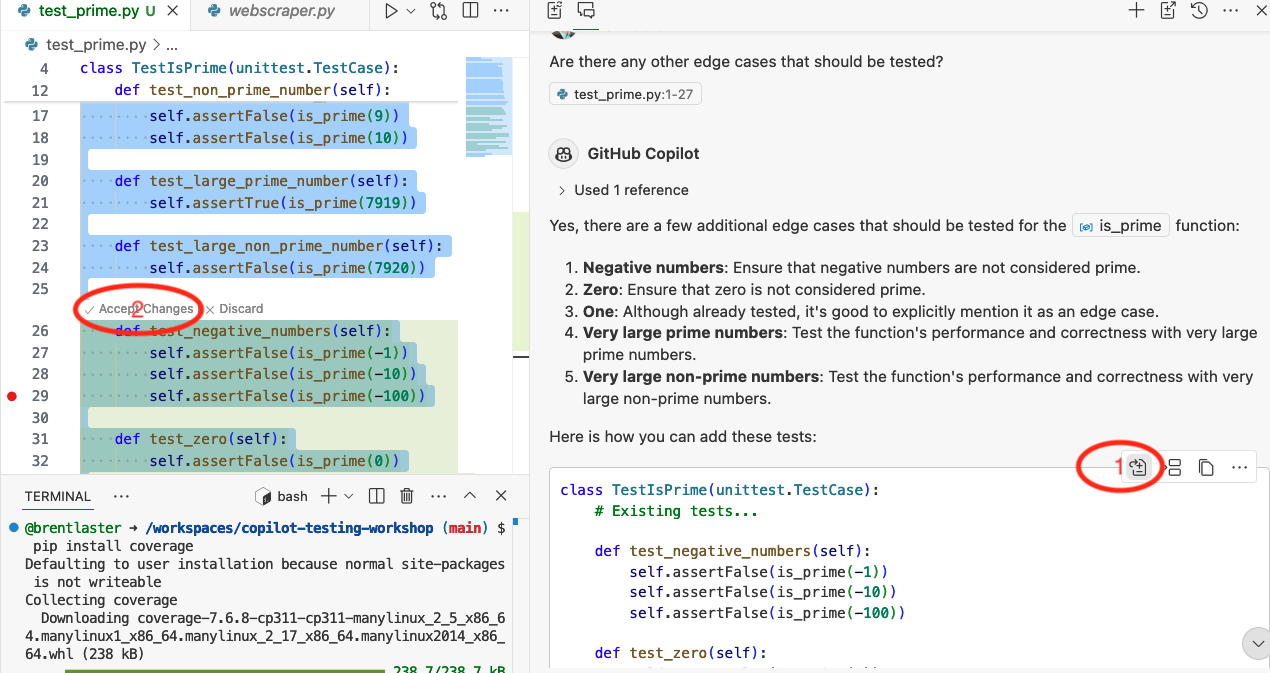 test_prime.py U
webscraper.py
test_prime.py > ...
4 class TestIsPrime(unittest.TestCase):
12 def test_non_prime_number(self):
17 self.assertFalse(is_prime(9))
18 self.assertFalse(is_prime(10))
19
20 def test_large_prime_number(self):
21 self.assertTrue(is_prime(7919))
22
23 def test_large_non_prime_number(self):
24 self.assertFalse(is_prime(7920))
25
Accept Changes Discard
2
26 def test_negative_numbers(self):
27 self.assertFalse(is_prime(-1))
28 self.assertFalse(is_prime(-10))
29 self.assertFalse(is_prime(-100))
30
31 def test_zero(self):
32 self.assertFalse(is_prime(0))
TERMINAL ... bash
@brentlaster → /workspaces/copilot-testing-workshop (main) $
pip install coverage
Defaulting to user installation because normal site-packages
is not writeable
Collecting coverage
Downloading coverage-7.6.8-cp311-cp311-manylinux_2_5_x86_6
4.manylinux1_x86_64.manylinux_2_17_x86_64.manylinux2014_x86_
64.whl (238 kB)
238.7/238.7 kB
Are there any other edge cases that should be tested?
test_prime.py:1-27
GitHub Copilot
> Used 1 reference
Yes, there are a few additional edge cases that should be tested for the is_prime function:
1. Negative numbers: Ensure that negative numbers are not considered prime.
2. Zero: Ensure that zero is not considered prime.
3. One: Although already tested, it's good to explicitly mention it as an edge case.
4. Very large prime numbers: Test the function's performance and correctness with very large
prime numbers.
5. Very large non-prime numbers: Test the function's performance and correctness with very
large non-prime numbers.
Here is how you can add these tests:
1
class TestIsPrime(unittest.TestCase):
# Existing tests...
def test_negative_numbers(self):
self.assertFalse(is_prime(-1))
self.assertFalse(is_prime(-10))
self.assertFalse(is_prime(-100))
def test_zero(self):